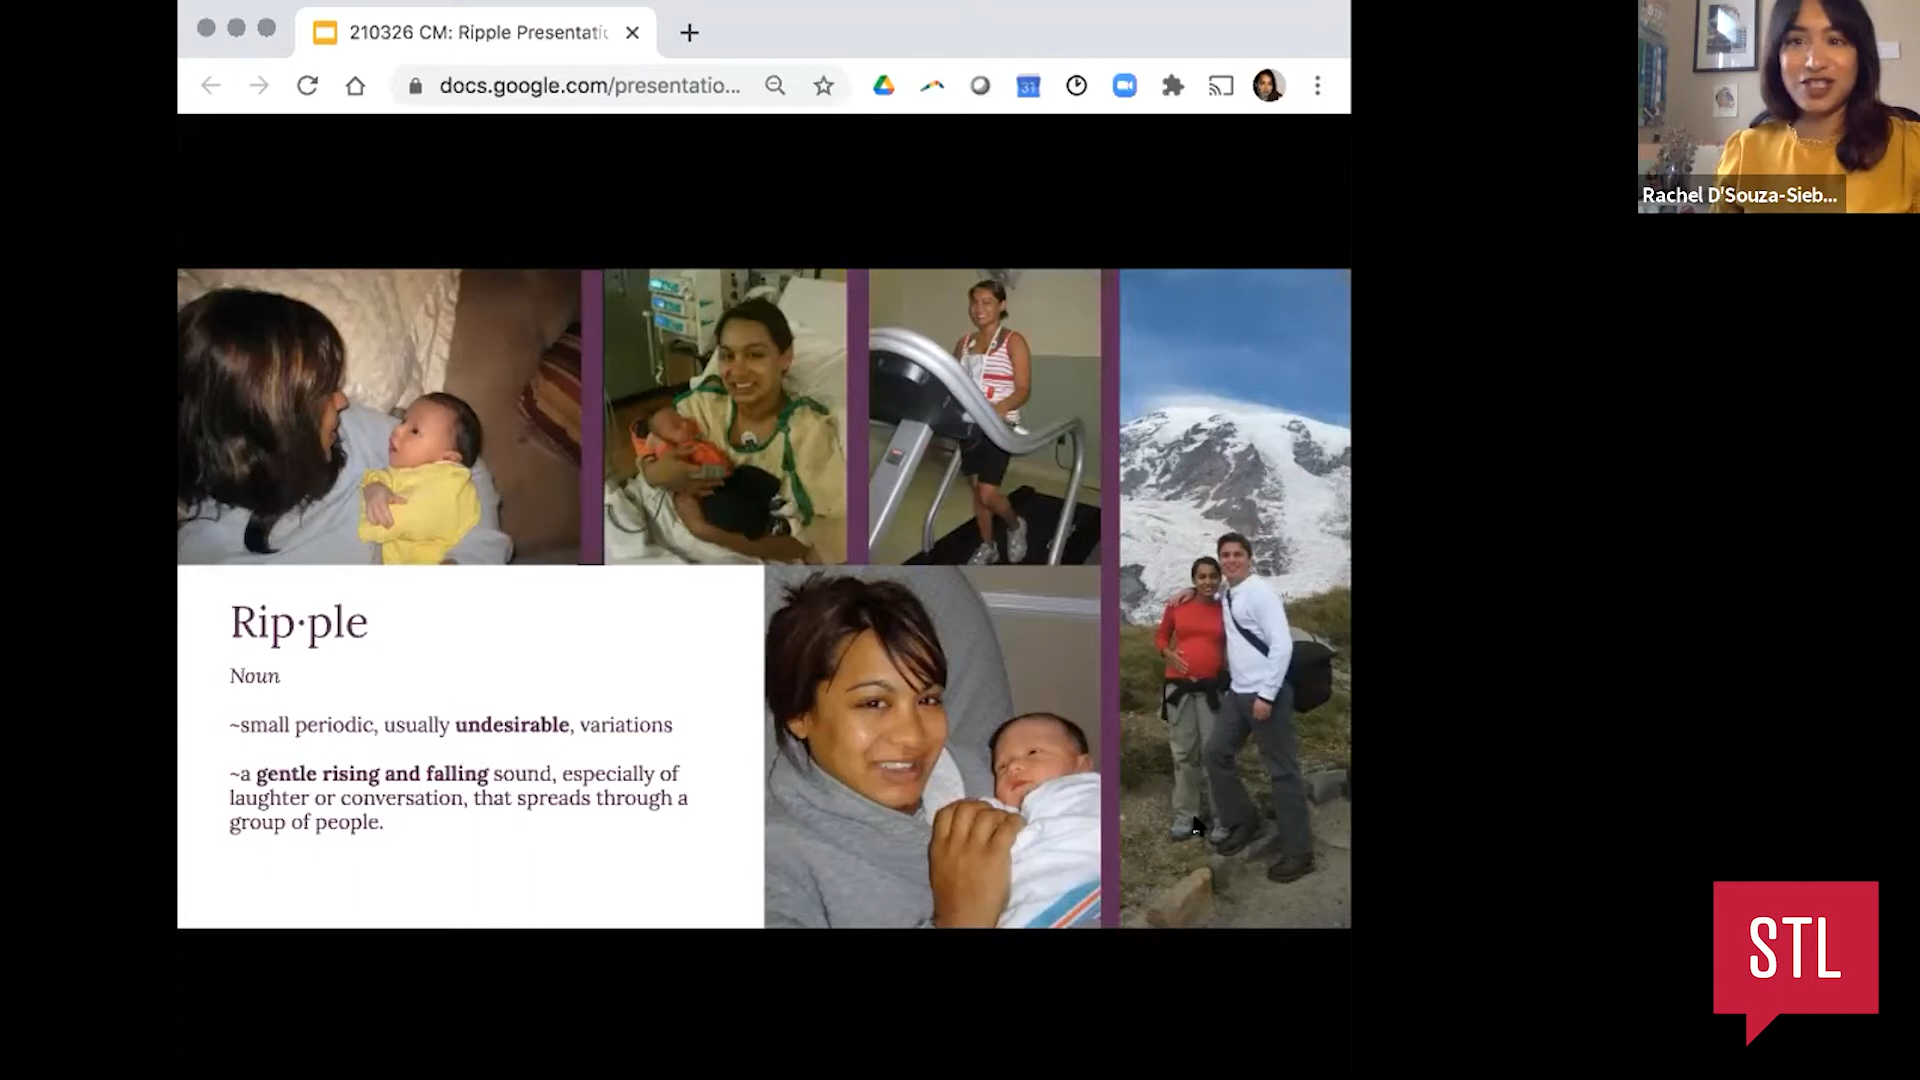 210326 CM: Ripple Presentati
docs.google.com/presentatio...
31
Rachel D'Souza-Sieb...
Rip·ple
Noun
~small periodic, usually undesirable, variations
~a gentle rising and falling sound, especially of
laughter or conversation, that spreads through a
group of people.
STL